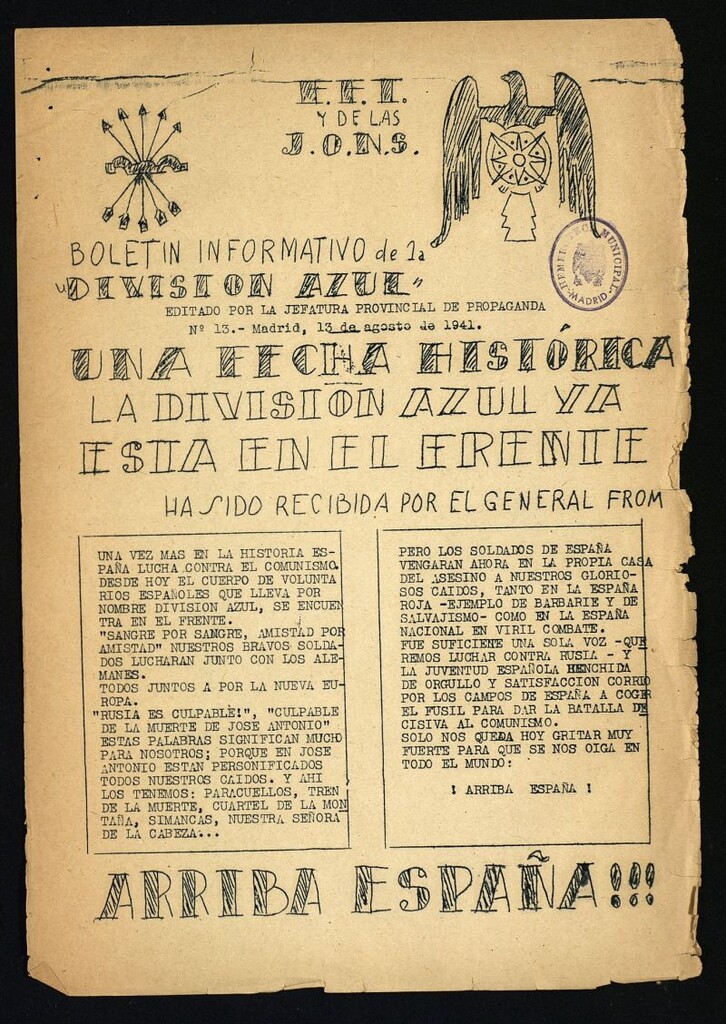 F.E.T.
Y DE LAS
J.O.N.S.
BOLETIN INFORMATIVO de la
"DIVISION AZUL"
EDITADO POR LA JEFATURA PROVINCIAL DE PROPAGANDA
Nº 13.- Madrid, 13 de agosto de 1941.
HEMEROTECA MUNICIPAL
MADRID
UNA FECHA HISTÓRICA
LA DIVISIÓN AZUL YA
ESTA EN EL FRENTE
HA SIDO RECIBIDA POR EL GENERAL FROM
UNA VEZ MAS EN LA HISTORIA ES-
PAÑA LUCHA CONTRA EL COMUNISMO.
DESDE HOY EL CUERPO DE VOLUNTA
RIOS ESPAÑOLES QUE LLEVA POR
NOMBRE DIVISION AZUL, SE ENCUEN
TRA EN EL FRENTE.
"SANGRE POR SANGRE, AMISTAD POR
AMISTAD" NUESTROS BRAVOS SOLDA-
DOS LUCHARAN JUNTO CON LOS ALE-
MANES.
TODOS JUNTOS A POR LA NUEVA EU-
ROPA.
"RUSIA ES CULPABLE!", "CULPABLE
DE LA MUERTE DE JOSE ANTONIO"
ESTAS PALABRAS SIGNIFICAN MUCHO
PARA NOSOTROS; PORQUE EN JOSE
ANTONIO ESTAN PERSONIFICADOS
TODOS NUESTROS CAIDOS. Y AHI
LOS TENEMOS: PARACUELLOS, TREN
DE LA MUERTE, CUARTEL DE LA MON
TAÑA, SIMANCAS, NUESTRA SEÑORA
DE LA CABEZA...
PERO LOS SOLDADOS DE ESPAÑA
VENGARAN AHORA EN LA PROPIA CASA
DEL ASESINO A NUESTROS GLORIO-
SOS CAIDOS, TANTO EN LA ESPAÑA
ROJA -EJEMPLO DE BARBARIE Y DE
SALVAJISMO- COMO EN LA ESPAÑA
NACIONAL EN VIRIL COMBATE.
FUE SUFICIENTE UNA SOLA VOZ -QUE
REMOS LUCHAR CONTRA RUSIA - Y
LA JUVENTUD ESPAÑOLA HENCHIDA
DE ORGULLO Y SATISFACCION CORRIO
POR LOS CAMPOS DE ESPAÑA A COGER
EL FUSIL PARA DAR LA BATALLA DE
CISIVA AL COMUNISMO.
SOLO NOS QUEDA HOY GRITAR MUY
FUERTE PARA QUE SE NOS OIGA EN
TODO EL MUNDO:
! ARRIBA ESPAÑA !
ARRIBA ESPAÑA!!!